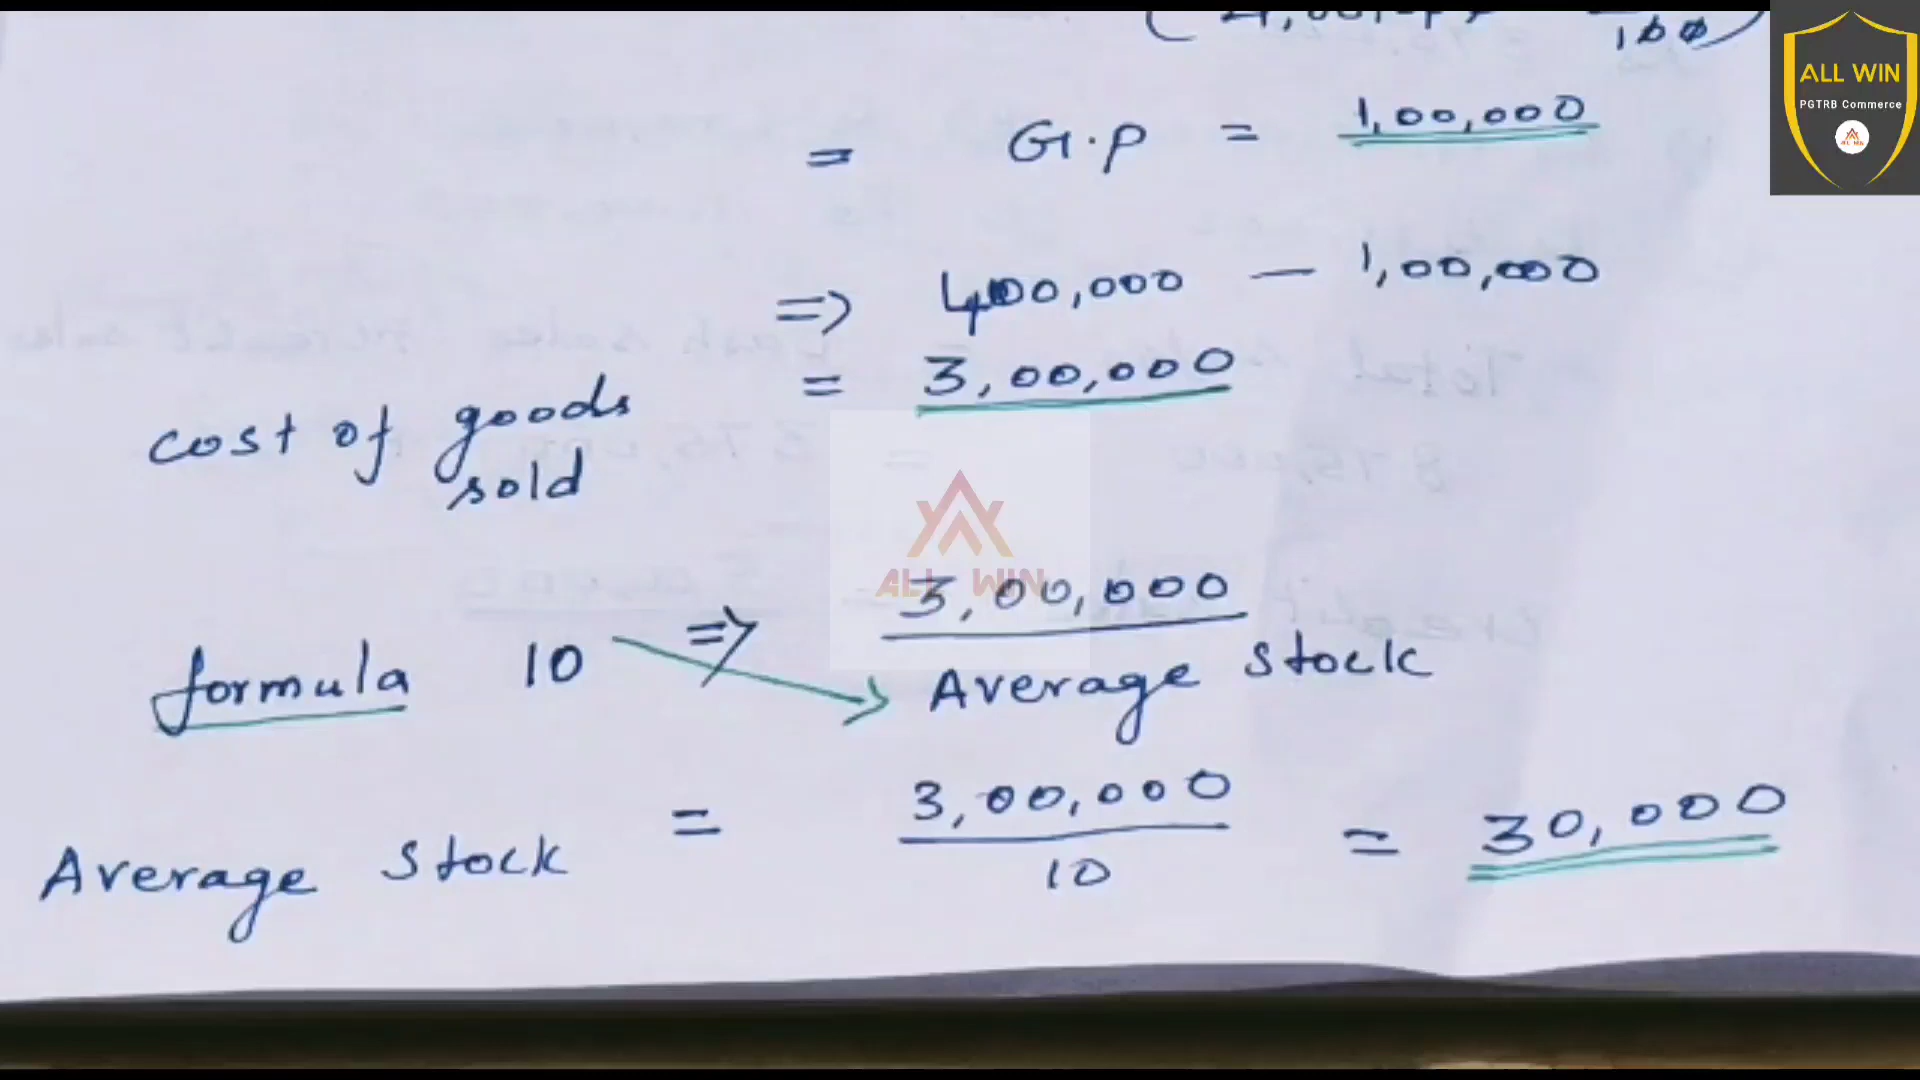 100)
= G.P = 1,00,000
=> 400,000 — 1,00,000
= 3,00,000
cost of goods
sold
formula 10 => 3,00,000
Average stock
Average stock = 3,00,000
10
= 30,000
ALL WIN
PGTRB Commerce
ALL WIN